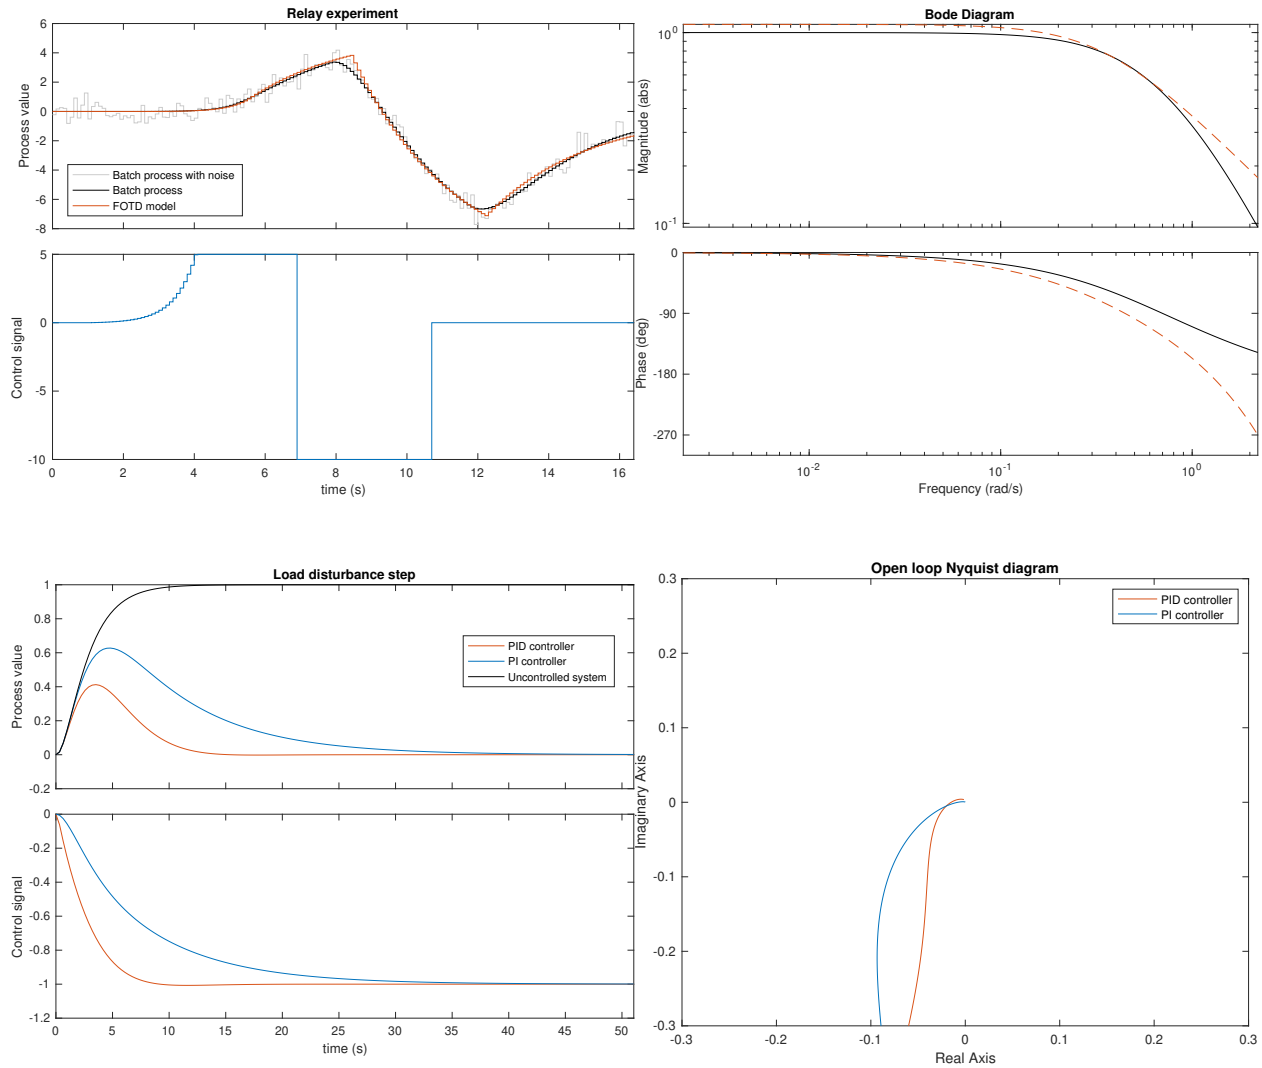 Relay experiment
Process value
6
4
2
0
-2
-4
-6
-8
Batch process with noise
Batch process
FOTD model
Control signal
5
0
-5
-10
0 2 4 6 8 10 12 14 16
time (s)
Bode Diagram
Magnitude (abs)
10^0
10^-1
Phase (deg)
0
-90
-180
-270
10^-2 10^-1 10^0
Frequency (rad/s)
Load disturbance step
Process value
1
0.8
0.6
0.4
0.2
0
-0.2
PID controller
PI controller
Uncontrolled system
Control signal
0
-0.2
-0.4
-0.6
-0.8
-1
-1.2
0 5 10 15 20 25 30 35 40 45 50
time (s)
Open loop Nyquist diagram
Imaginary Axis
0.3
0.2
0.1
0
-0.1
-0.2
-0.3
PID controller
PI controller
-0.3 -0.2 -0.1 0 0.1 0.2 0.3
Real Axis